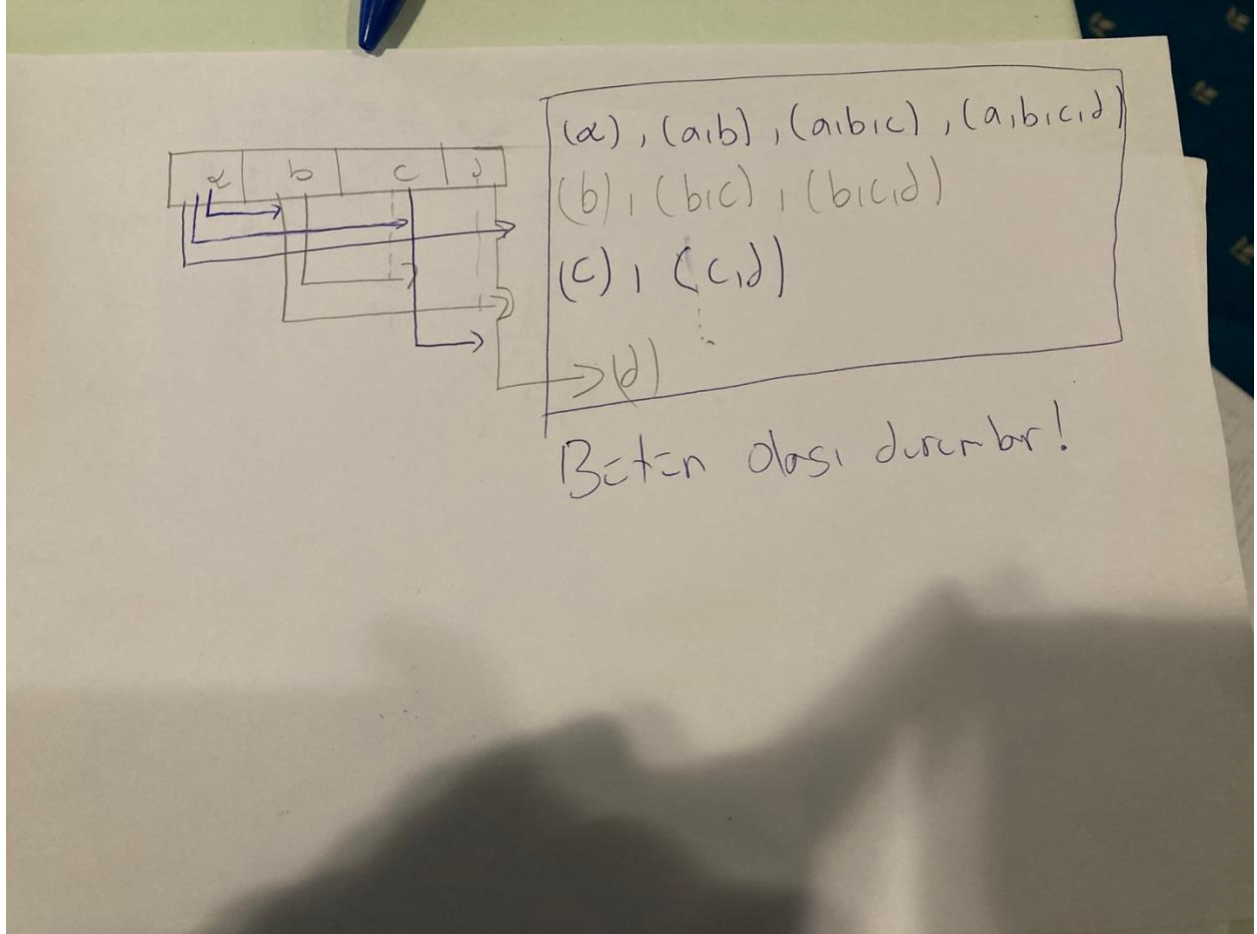 a b c d
(a), (a,b), (a,b,c), (a,b,c,d)
(b), (b,c), (b,c,d)
(c), (c,d)
(d)
Bütün olası durumlar!